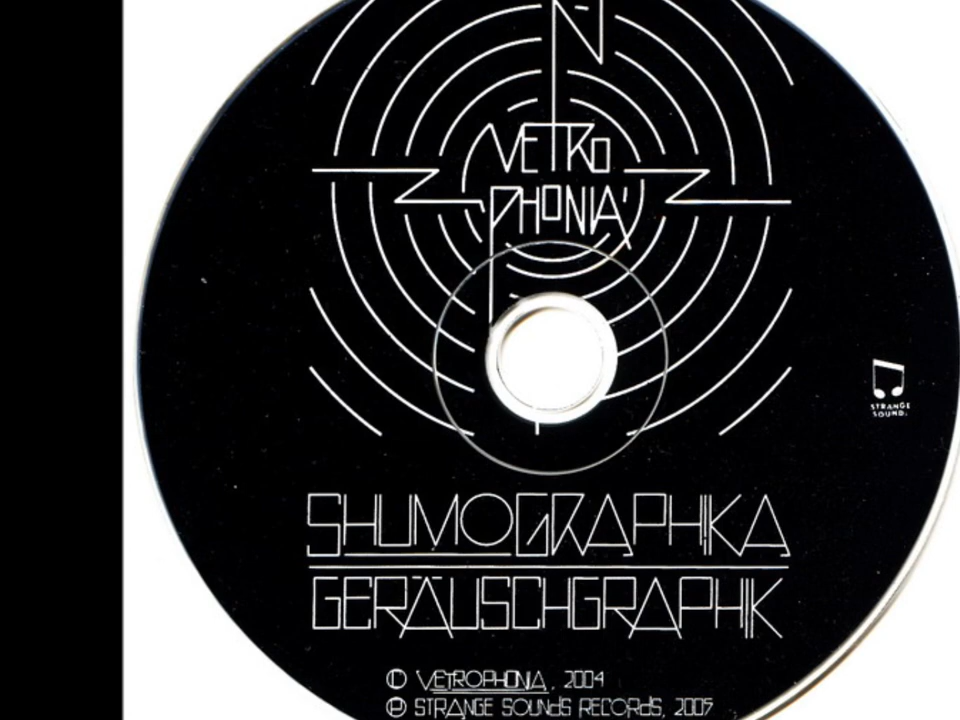 VETRO
PHONIA
STRANGE
SOUND.
SHUMOGRAPHIKA
GERÄUSCHGRAPHIK
© VETROPHONIA, 2004
℗ STRANGE SOUNDS RECORDS, 2005